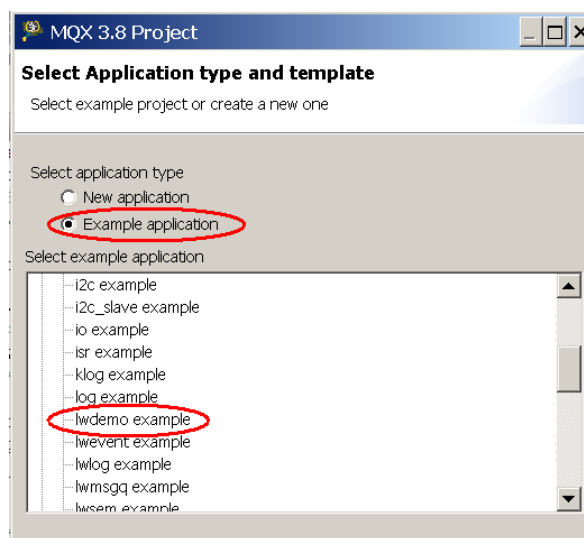 MQX 3.8 Project
Select Application type and template
Select example project or create a new one
Select application type
New application
Example application
Select example application
i2c example
i2c_slave example
io example
isr example
klog example
log example
lwdemo example
lwevent example
lwlog example
lwmsgq example
lwsem example